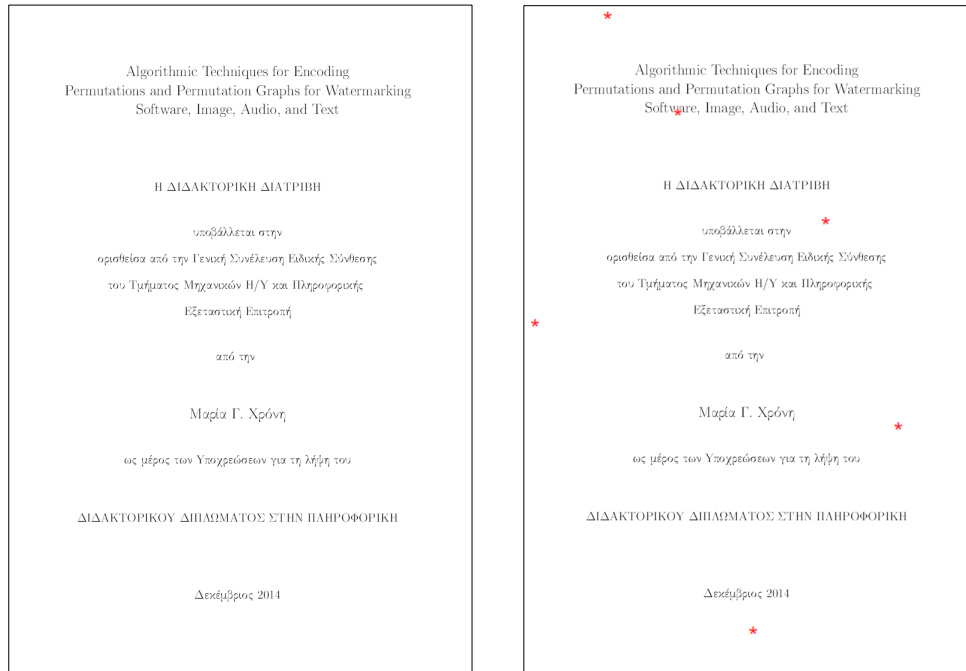 Algorithmic Techniques for Encoding
Permutations and Permutation Graphs for Watermarking
Software, Image, Audio, and Text
Η ΔΙΔΑΚΤΟΡΙΚΗ ΔΙΑΤΡΙΒΗ
υποβάλλεται στην
ορισθείσα από την Γενική Συνέλευση Ειδικής Σύνθεσης
του Τμήματος Μηχανικών Η/Υ και Πληροφορικής
Εξεταστική Επιτροπή
από την
Μαρία Γ. Χρόνη
ως μέρος των Υποχρεώσεων για τη λήψη του
ΔΙΔΑΚΤΟΡΙΚΟΥ ΔΙΠΛΩΜΑΤΟΣ ΣΤΗΝ ΠΛΗΡΟΦΟΡΙΚΗ
Δεκέμβριος 2014
*
Algorithmic Techniques for Encoding
Permutations and Permutation Graphs for Watermarking
Software, Image, Audio, and Text
*
Η ΔΙΔΑΚΤΟΡΙΚΗ ΔΙΑΤΡΙΒΗ
*
υποβάλλεται στην
ορισθείσα από την Γενική Συνέλευση Ειδικής Σύνθεσης
του Τμήματος Μηχανικών Η/Υ και Πληροφορικής
Εξεταστική Επιτροπή
*
από την
Μαρία Γ. Χρόνη
*
ως μέρος των Υποχρεώσεων για τη λήψη του
ΔΙΔΑΚΤΟΡΙΚΟΥ ΔΙΠΛΩΜΑΤΟΣ ΣΤΗΝ ΠΛΗΡΟΦΟΡΙΚΗ
Δεκέμβριος 2014
*